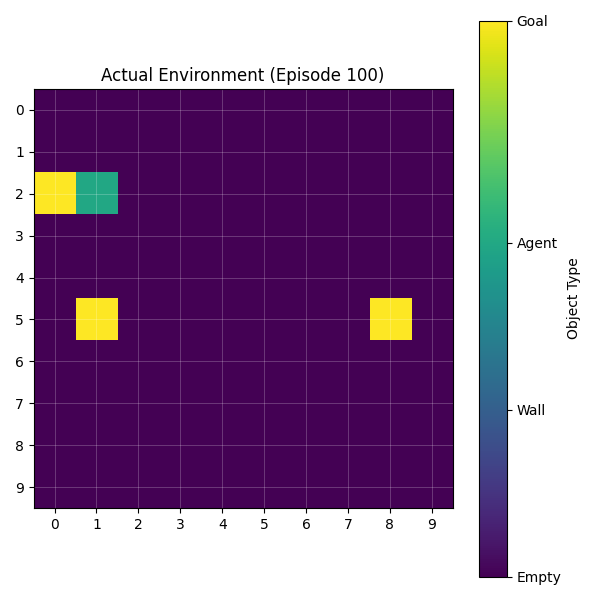 Actual Environment (Episode 100)
0
1
2
3
4
5
6
7
8
9
0 1 2 3 4 5 6 7 8 9
Goal
Agent
Wall
Empty
Object Type